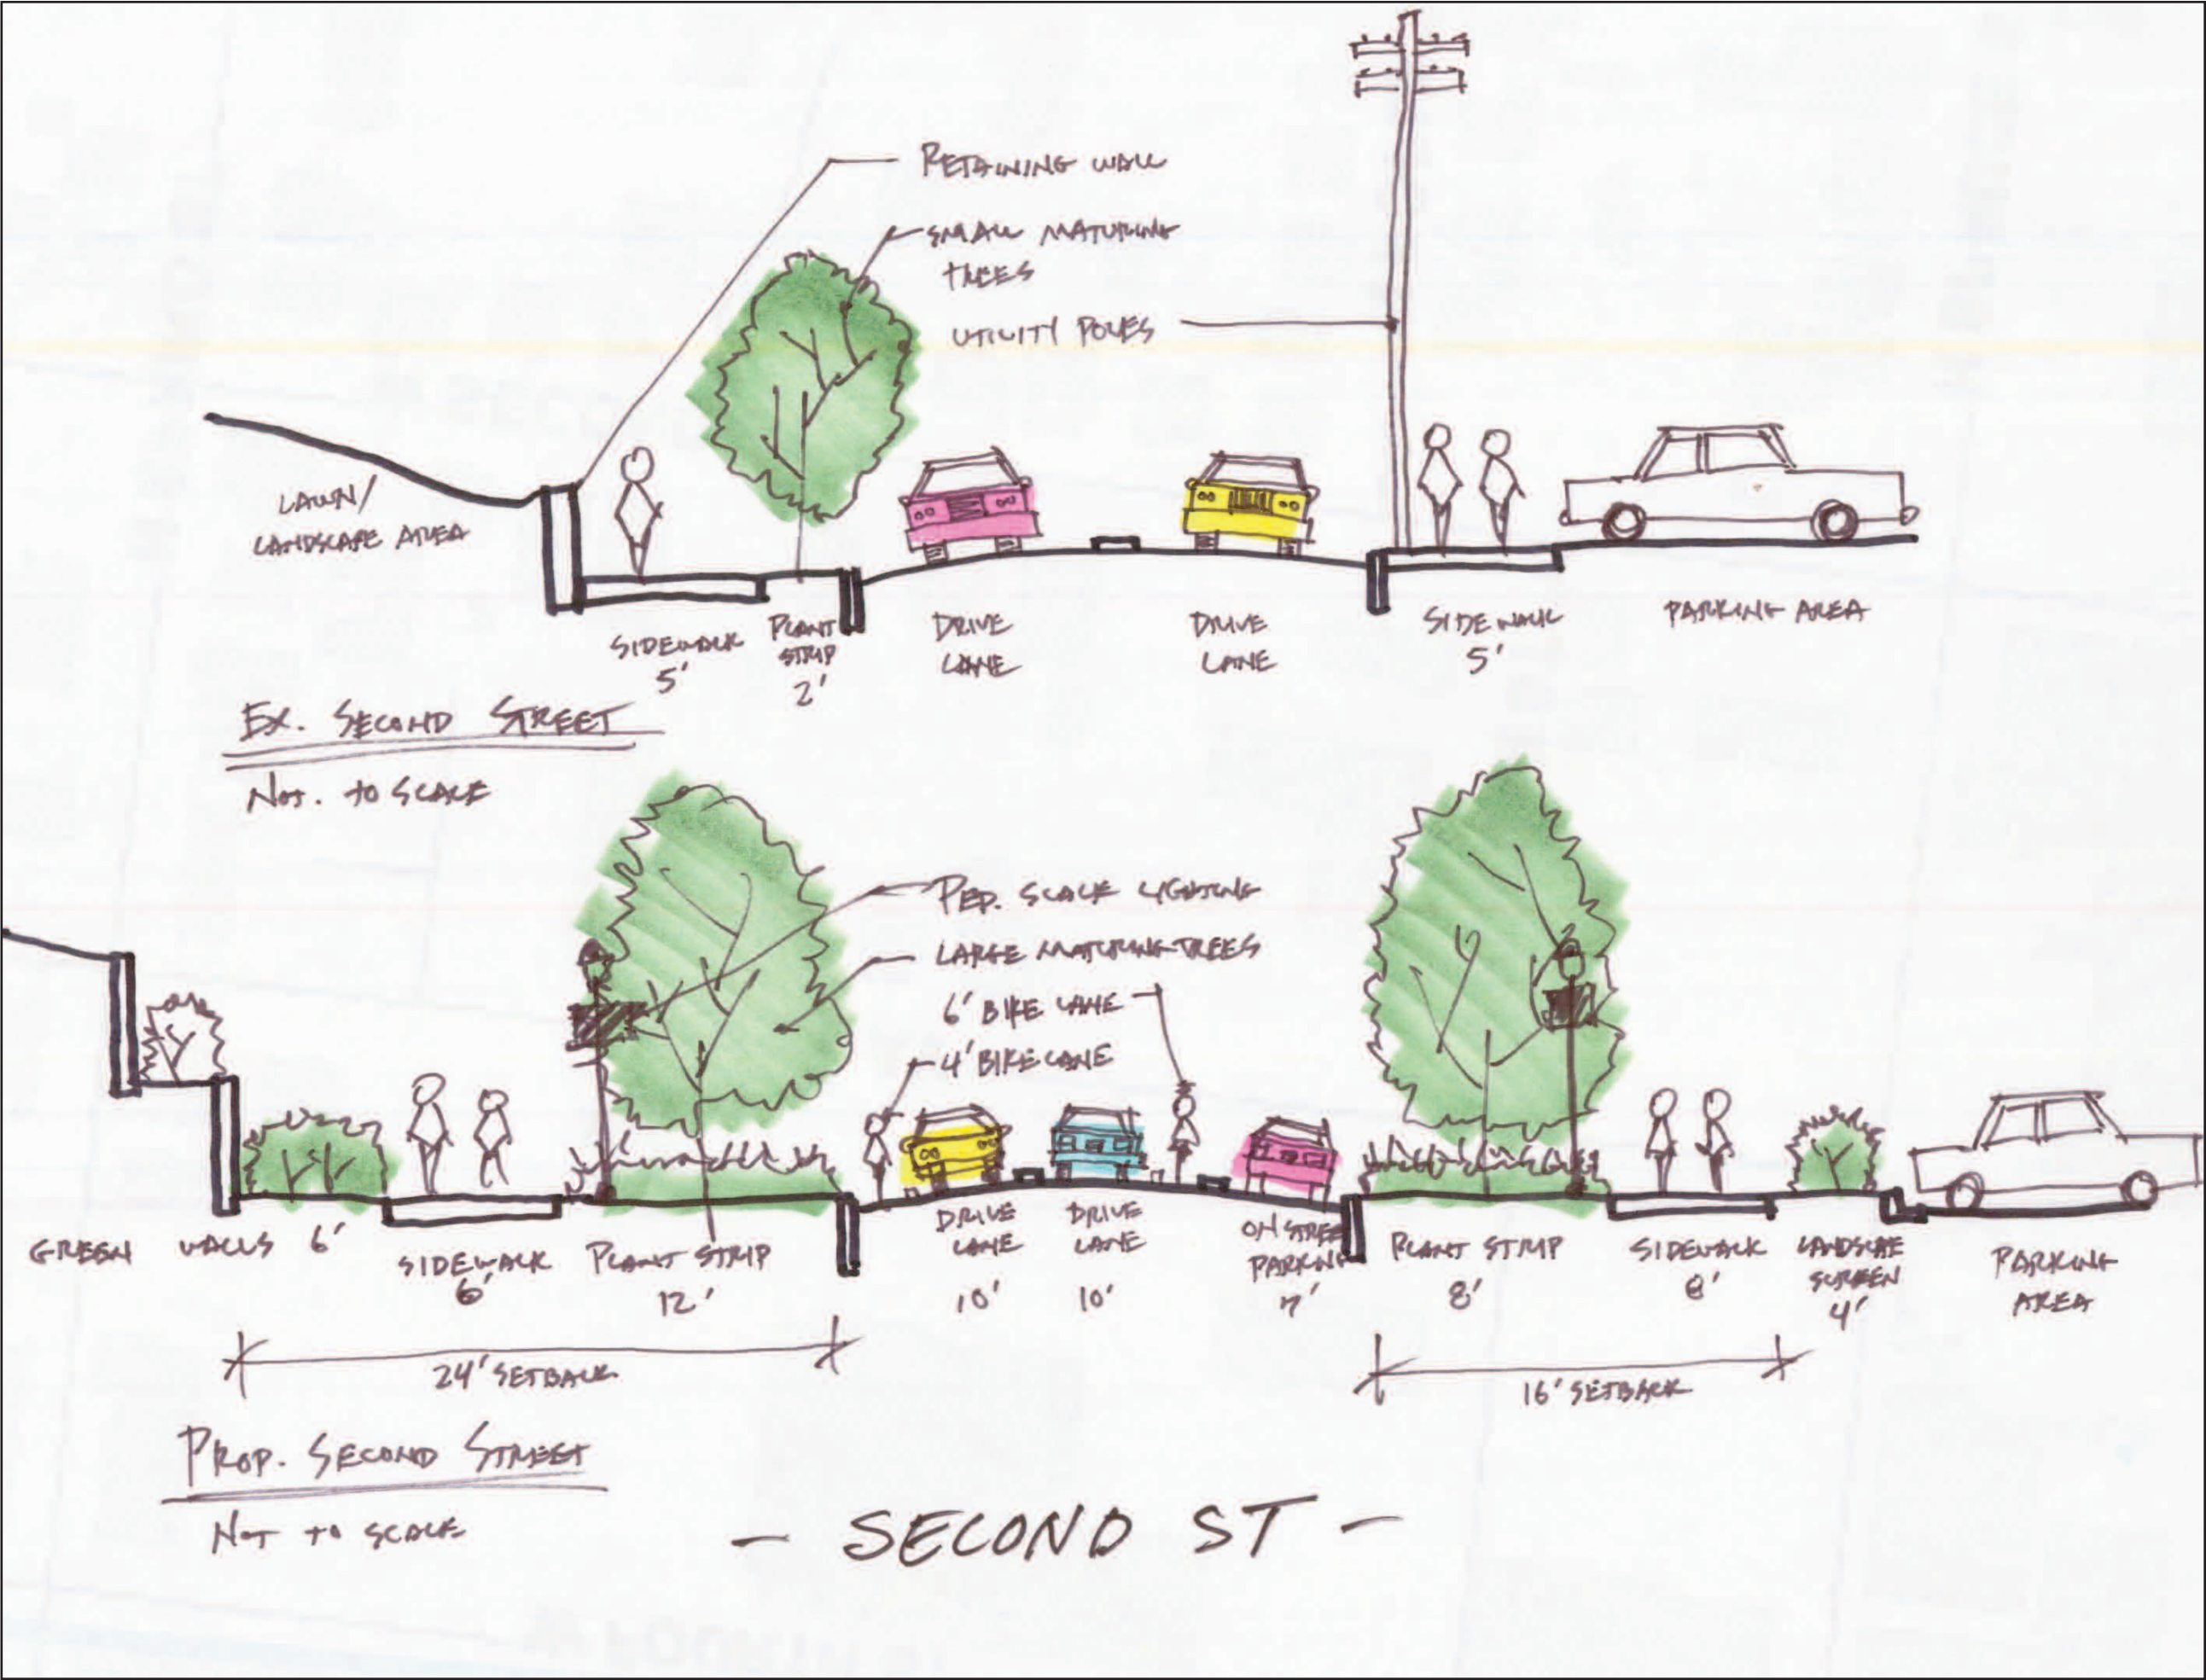 RETAINING WALL
SMALL MATURING
TREES
UTILITY POLES
LAWN/
LANDSCAPE AREA
SIDEWALK
5'
PLANT
STRIP
2'
DRIVE
LANE
DRIVE
LANE
SIDEWALK
5'
PARKING AREA
EX. SECOND STREET
NOT. TO SCALE
PED. SCALE LIGHTING
LARGE MATURING TREES
6' BIKE LANE
4' BIKE LANE
GREEN WALLS 6'
SIDEWALK
6'
PLANT STRIP
12'
DRIVE
LANE
10'
DRIVE
LANE
10'
ON STREET
PARKING
7'
PLANT STRIP
8'
SIDEWALK
8'
LANDSCAPE
SCREEN
4'
PARKING
AREA
24' SETBACK
16' SETBACK
PROP. SECOND STREET
NOT TO SCALE
- SECOND ST -